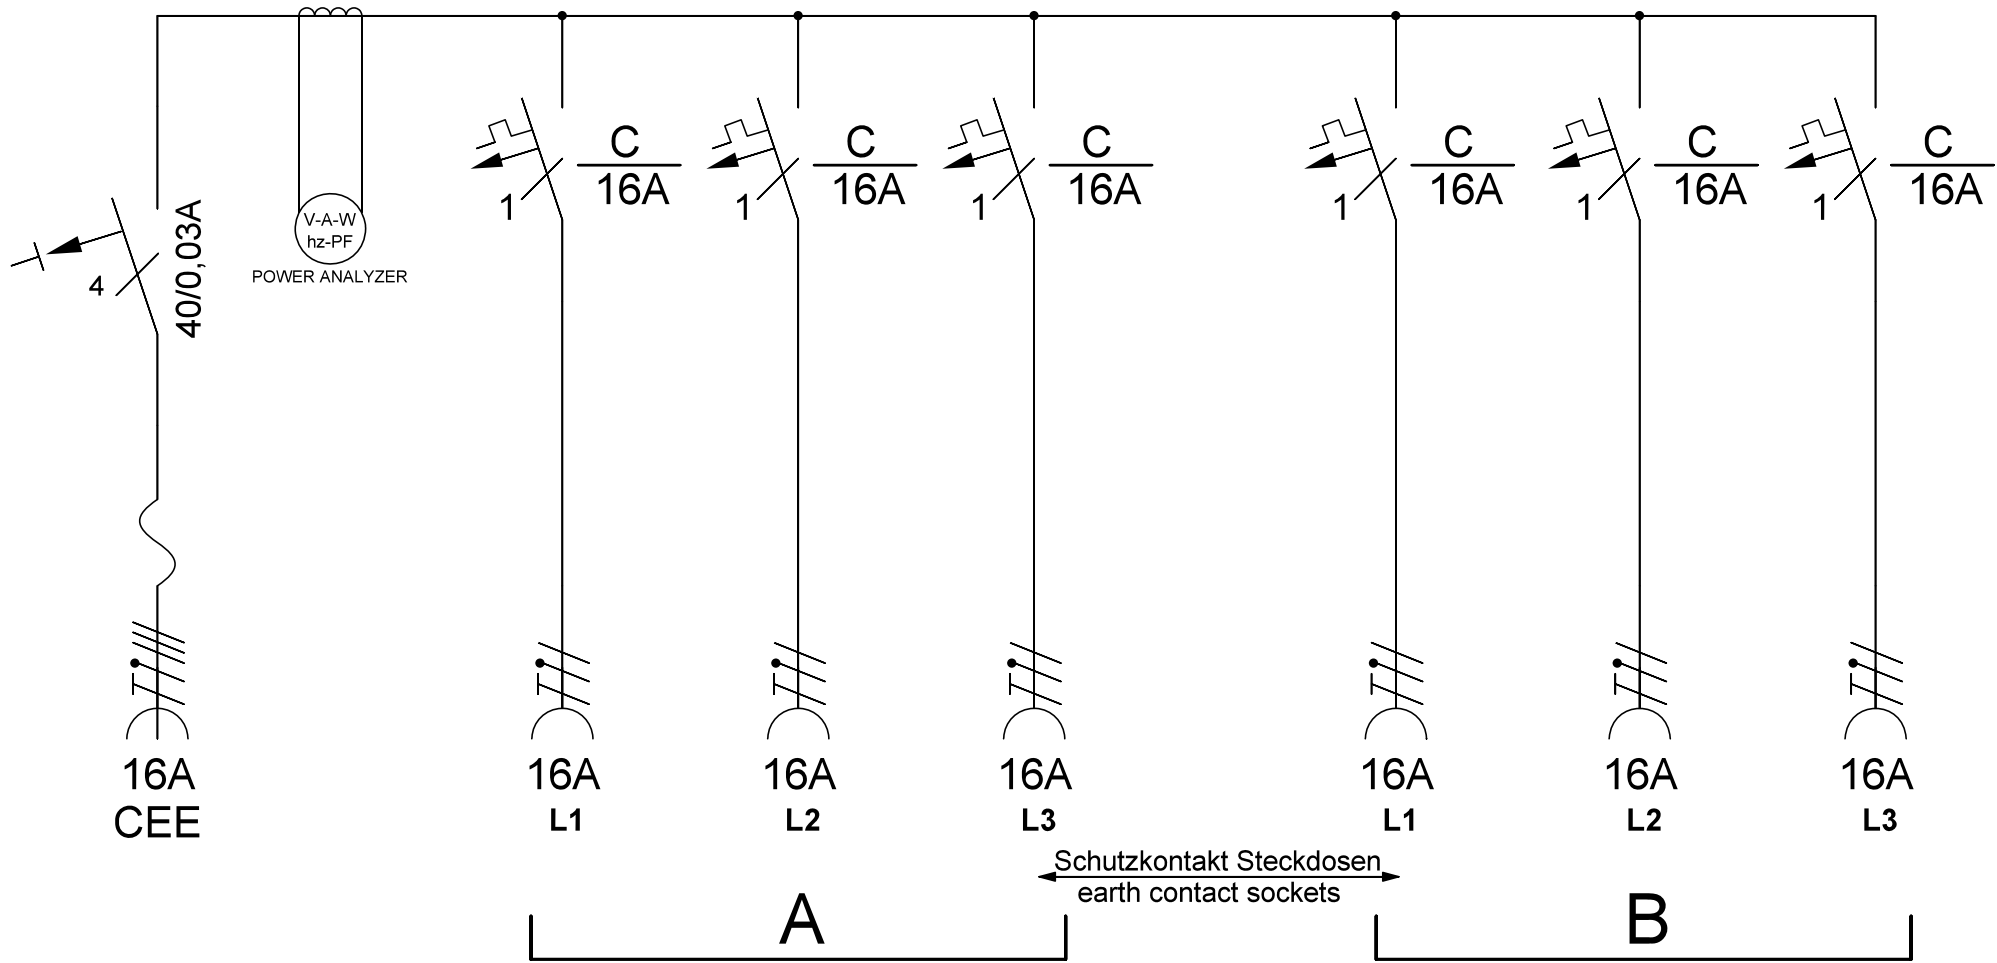 40/0,03A
4
V-A-W
hz-PF
POWER ANALYZER
C
16A
1
C
16A
1
C
16A
1
C
16A
1
C
16A
1
C
16A
1
16A
CEE
16A
L1
16A
L2
16A
L3
16A
L1
16A
L2
16A
L3
Schutzkontakt Steckdosen
earth contact sockets
A
B